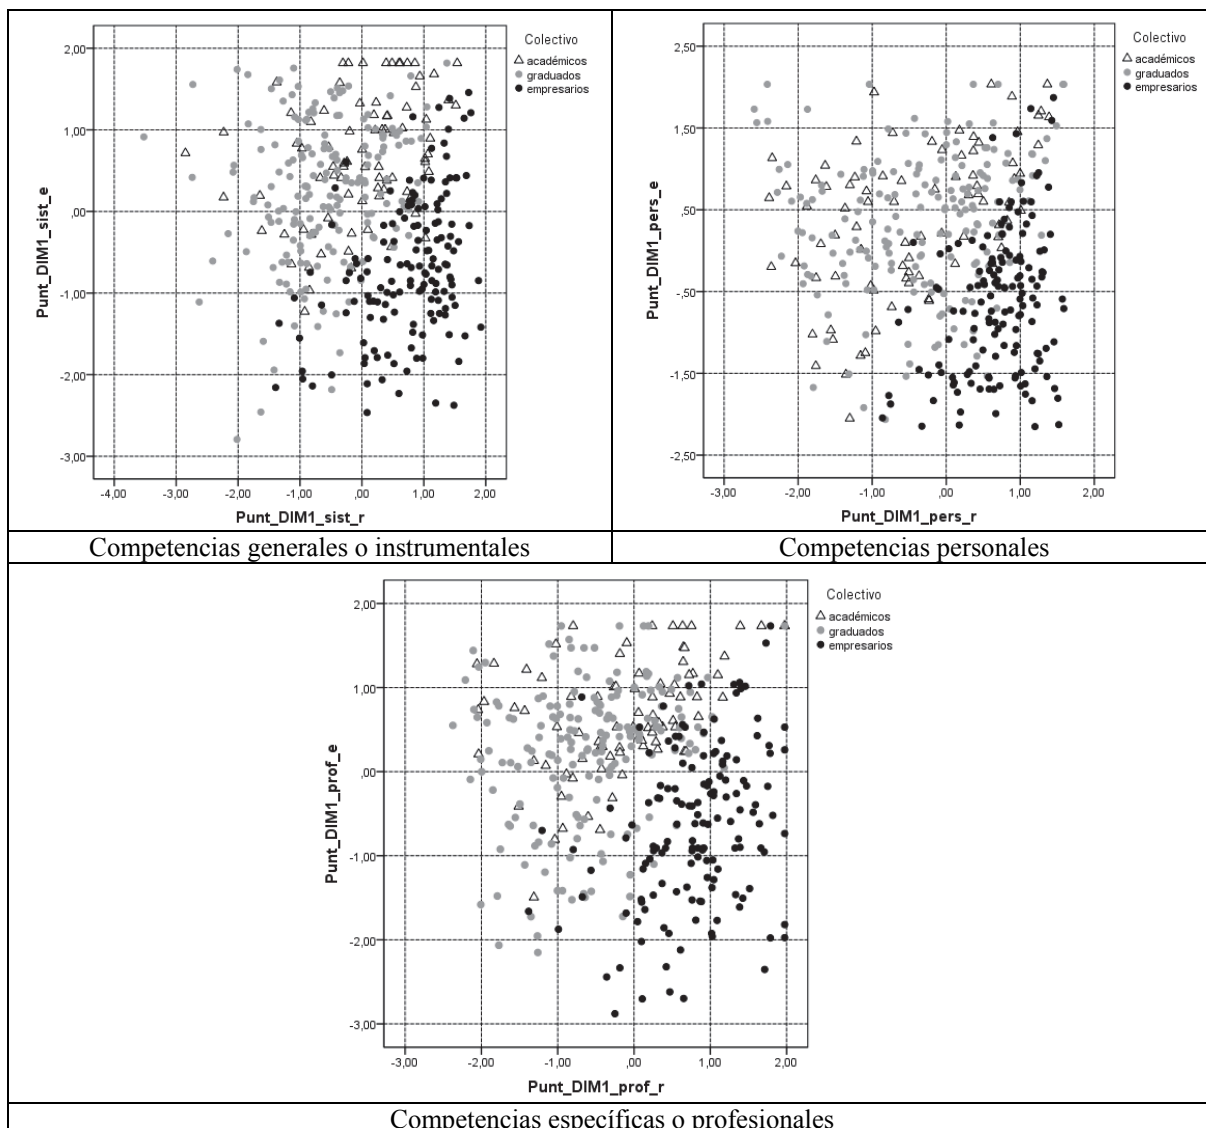 Colectivo
académicos
graduados
empresarios
2,00
1,00
,00
-1,00
-2,00
-3,00
Punt_DIM1_sist_e
-4,00 -3,00 -2,00 -1,00 ,00 1,00 2,00
Punt_DIM1_sist_r
Competencias generales o instrumentales
Colectivo
académicos
graduados
empresarios
2,50
1,50
,50
-,50
-1,50
-2,50
Punt_DIM1_pers_e
-3,00 -2,00 -1,00 ,00 1,00 2,00
Punt_DIM1_pers_r
Competencias personales
Colectivo
académicos
graduados
empresarios
2,00
1,00
,00
-1,00
-2,00
-3,00
Punt_DIM1_prof_e
-3,00 -2,00 -1,00 ,00 1,00 2,00
Punt_DIM1_prof_r
Competencias específicas o profesionales